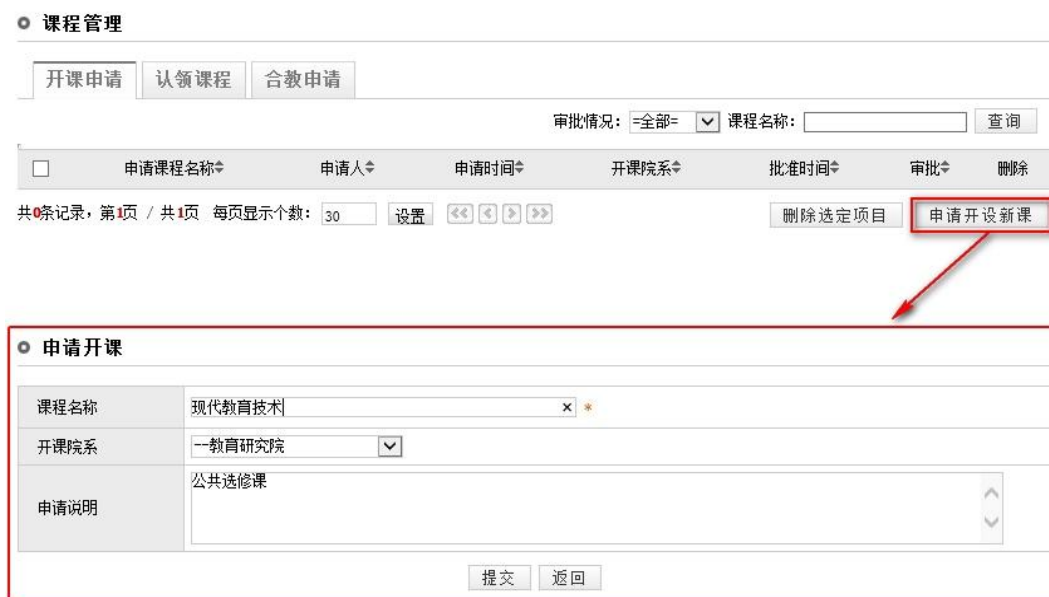 课程管理
开课申请 认领课程 合教申请
审批情况： =全部= 课程名称： 查询
申请课程名称 申请人 申请时间 开课院系 批准时间 审批 删除
共0条记录，第1页 / 共1页 每页显示个数： 30 设置 << < > >> 删除选定项目 申请开设新课
申请开课
课程名称 现代教育技术 × *
开课院系 --教育研究院
申请说明 公共选修课
提交 返回